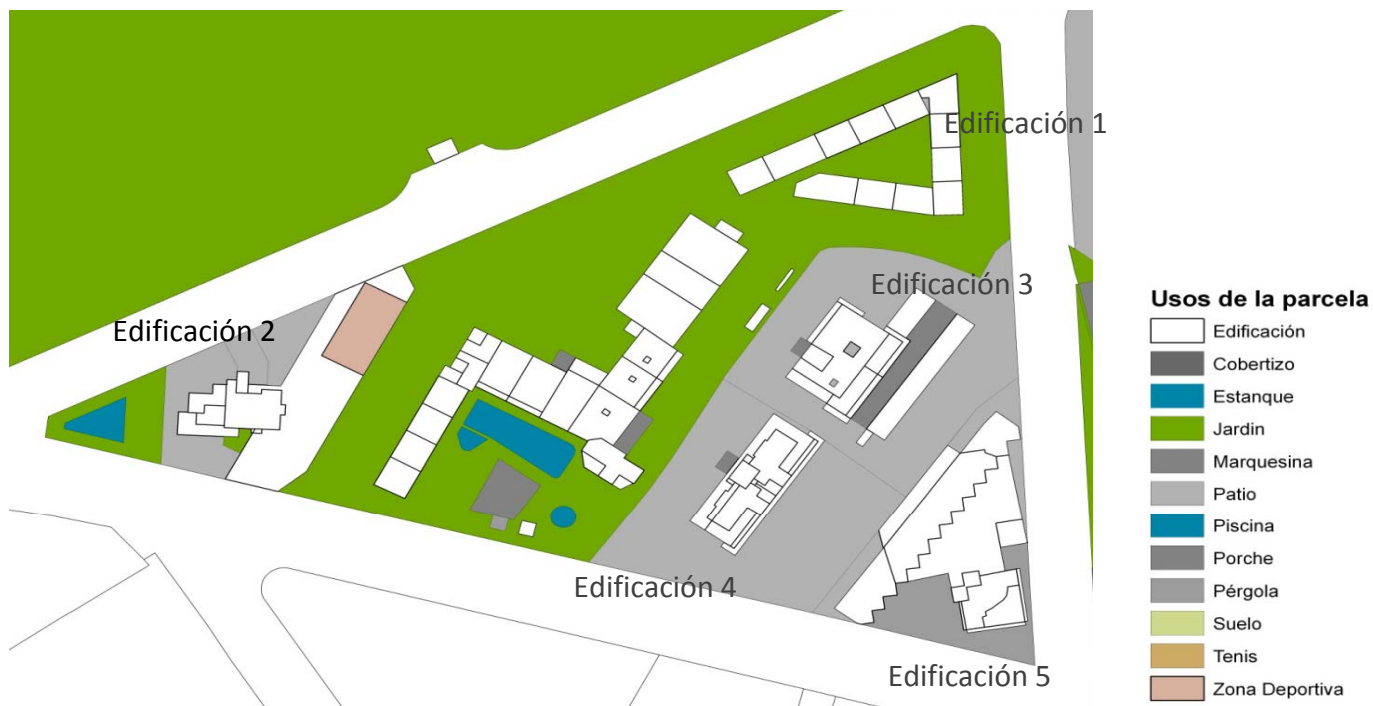 Edificación 1
Edificación 3
Edificación 2
Edificación 4
Edificación 5
Usos de la parcela
Edificación
Cobertizo
Estanque
Jardin
Marquesina
Patio
Piscina
Porche
Pérgola
Suelo
Tenis
Zona Deportiva